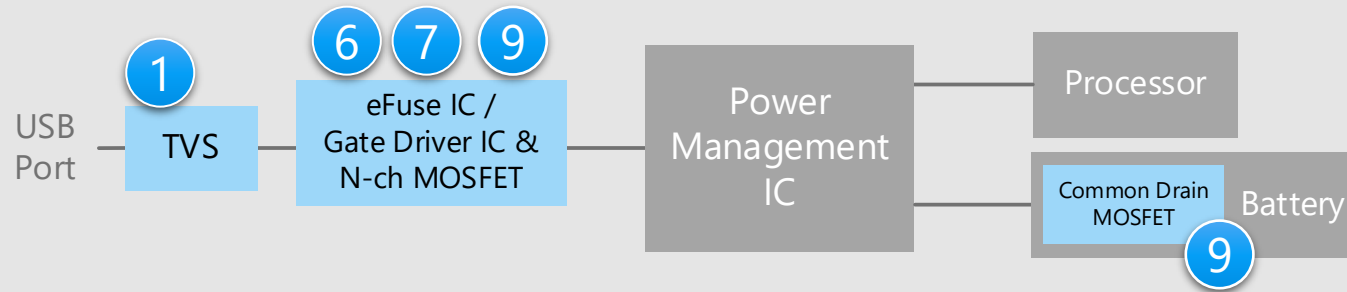 USB
Port
1
TVS
6 7 9
eFuse IC /
Gate Driver IC &
N-ch MOSFET
Power
Management
IC
Processor
Common Drain
MOSFET
Battery
9